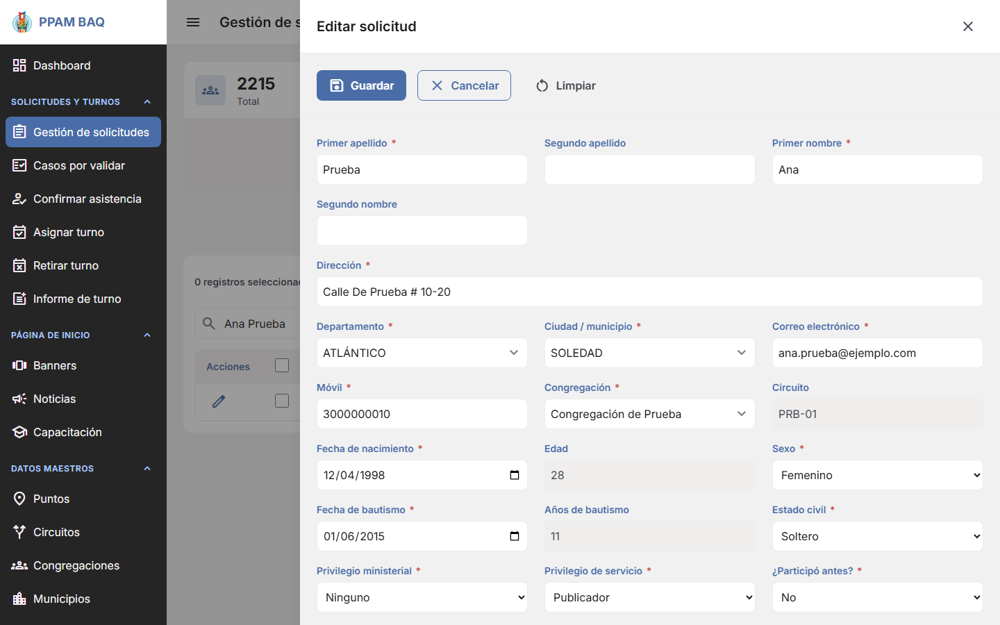 PPAM BAQ
Dashboard
SOLICITUDES Y TURNOS
Gestión de solicitudes
Casos por validar
Confirmar asistencia
Asignar turno
Retirar turno
Informe de turno
PÁGINA DE INICIO
Banners
Noticias
Capacitación
DATOS MAESTROS
Puntos
Circuitos
Congregaciones
Municipios
Gestión de s
2215
Total
0 registros selecciona
Ana Prueba
Acciones
Editar solicitud
Guardar Cancelar Limpiar
Primer apellido * Segundo apellido Primer nombre *
Prueba Ana
Segundo nombre
Dirección *
Calle De Prueba # 10-20
Departamento * Ciudad / municipio * Correo electrónico *
ATLÁNTICO SOLEDAD ana.prueba@ejemplo.com
Móvil * Congregación * Circuito
3000000010 Congregación de Prueba PRB-01
Fecha de nacimiento * Edad Sexo *
12/04/1998 28 Femenino
Fecha de bautismo * Años de bautismo Estado civil *
01/06/2015 11 Soltero
Privilegio ministerial * Privilegio de servicio * ¿Participó antes? *
Ninguno Publicador No